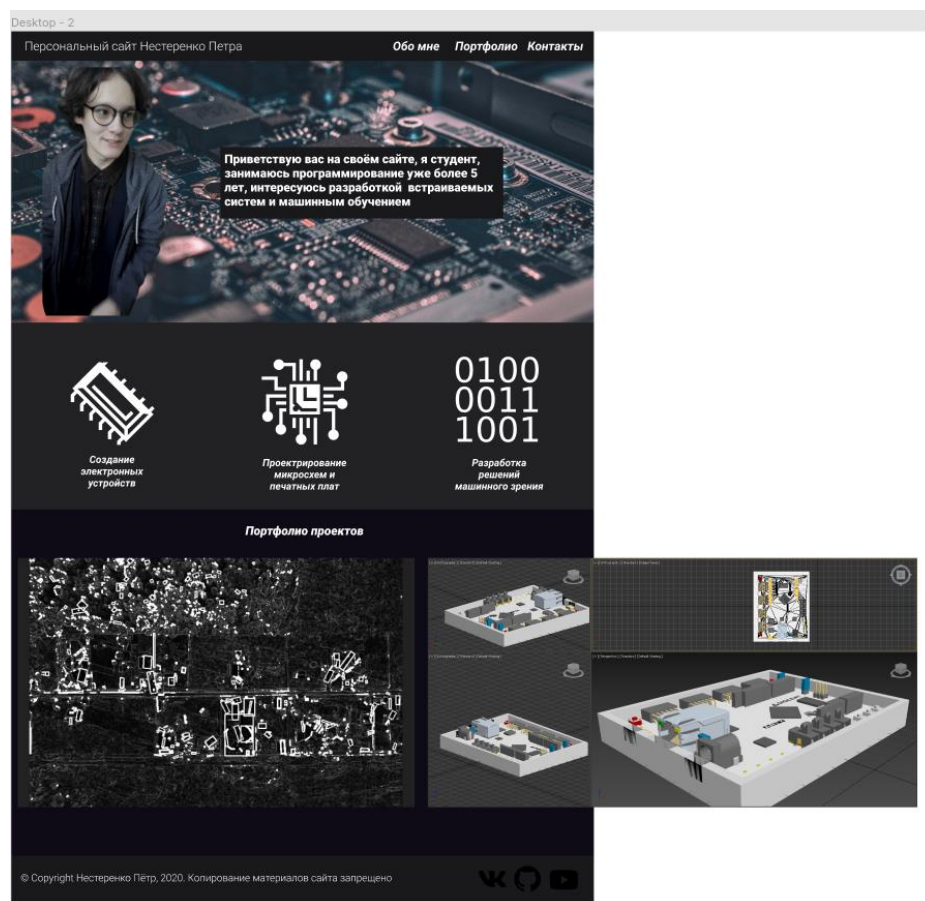 Desktop - 2
Персональный сайт Нестеренко Петра
Обо мне Портфолио Контакты
Приветствую вас на своём сайте, я студент,
занимаюсь программирование уже более 5
лет, интересуюсь разработкой встраиваемых
систем и машинным обучением
0100
0011
1001
Создание
электронных
устройств
Проектрирование
микросхем и
печатных плат
Разработка
решений
машинного зрения
Портфолио проектов
© Copyright Нестеренко Пётр, 2020. Копирование материалов сайта запрещено